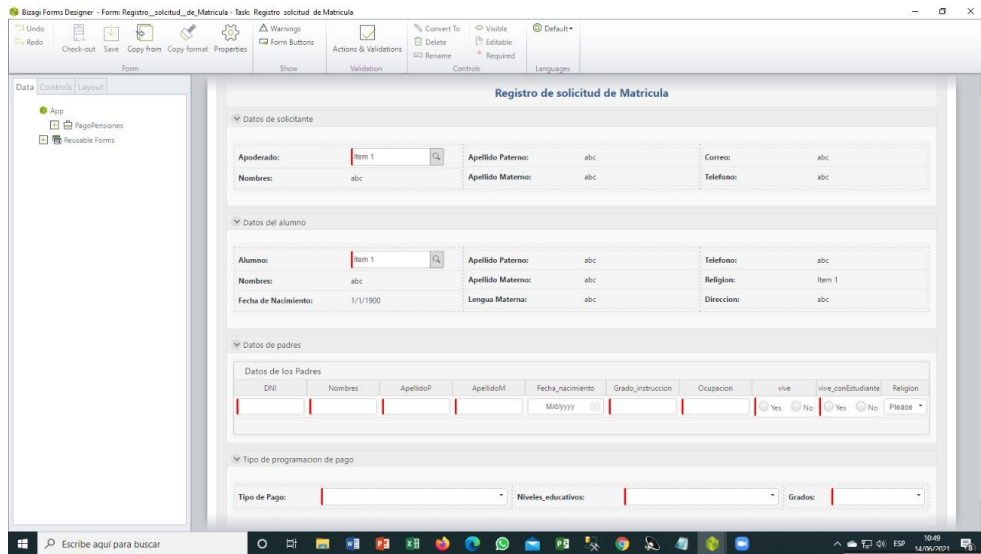 Bizagi Forms Designer - Form: Registro_solcitud_de_Matricula - Task: Registro solcitud de Matricula
Undo
Redo
Check-out Save Copy from Copy format Properties
Form
Warnings
Form Buttons
Show
Actions & Validations
Validation
Convert To Visible
Delete Editable
Rename Required
Controls
Default
Languages
Data Controls Layout
App
PagoPensiones
Reusable Forms
Registro de solicitud de Matricula
Datos de solicitante
Apoderado: Item 1 Apellido Paterno: abc Correo: abc
Nombres: abc Apellido Materno: abc Telefono: abc
Datos del alumno
Alumno: Item 1 Apellido Paterno: abc Telefono: abc
Nombres: abc Apellido Materno: abc Religion: Item 1
Fecha de Nacimiento: 1/1/1900 Lengua Materna: abc Direccion: abc
Datos de padres
Datos de los Padres
DNI Nombres ApellidoP ApellidoM Fecha_nacimiento Grado_instruccion Ocupacion vive vive_conEstudiante Religion
M/d/yyyy Yes No Yes No Please
Tipo de programacion de pago
Tipo de Pago: Niveles_educativos: Grados:
Escribe aquí para buscar
ESP
10:49
14/06/2021